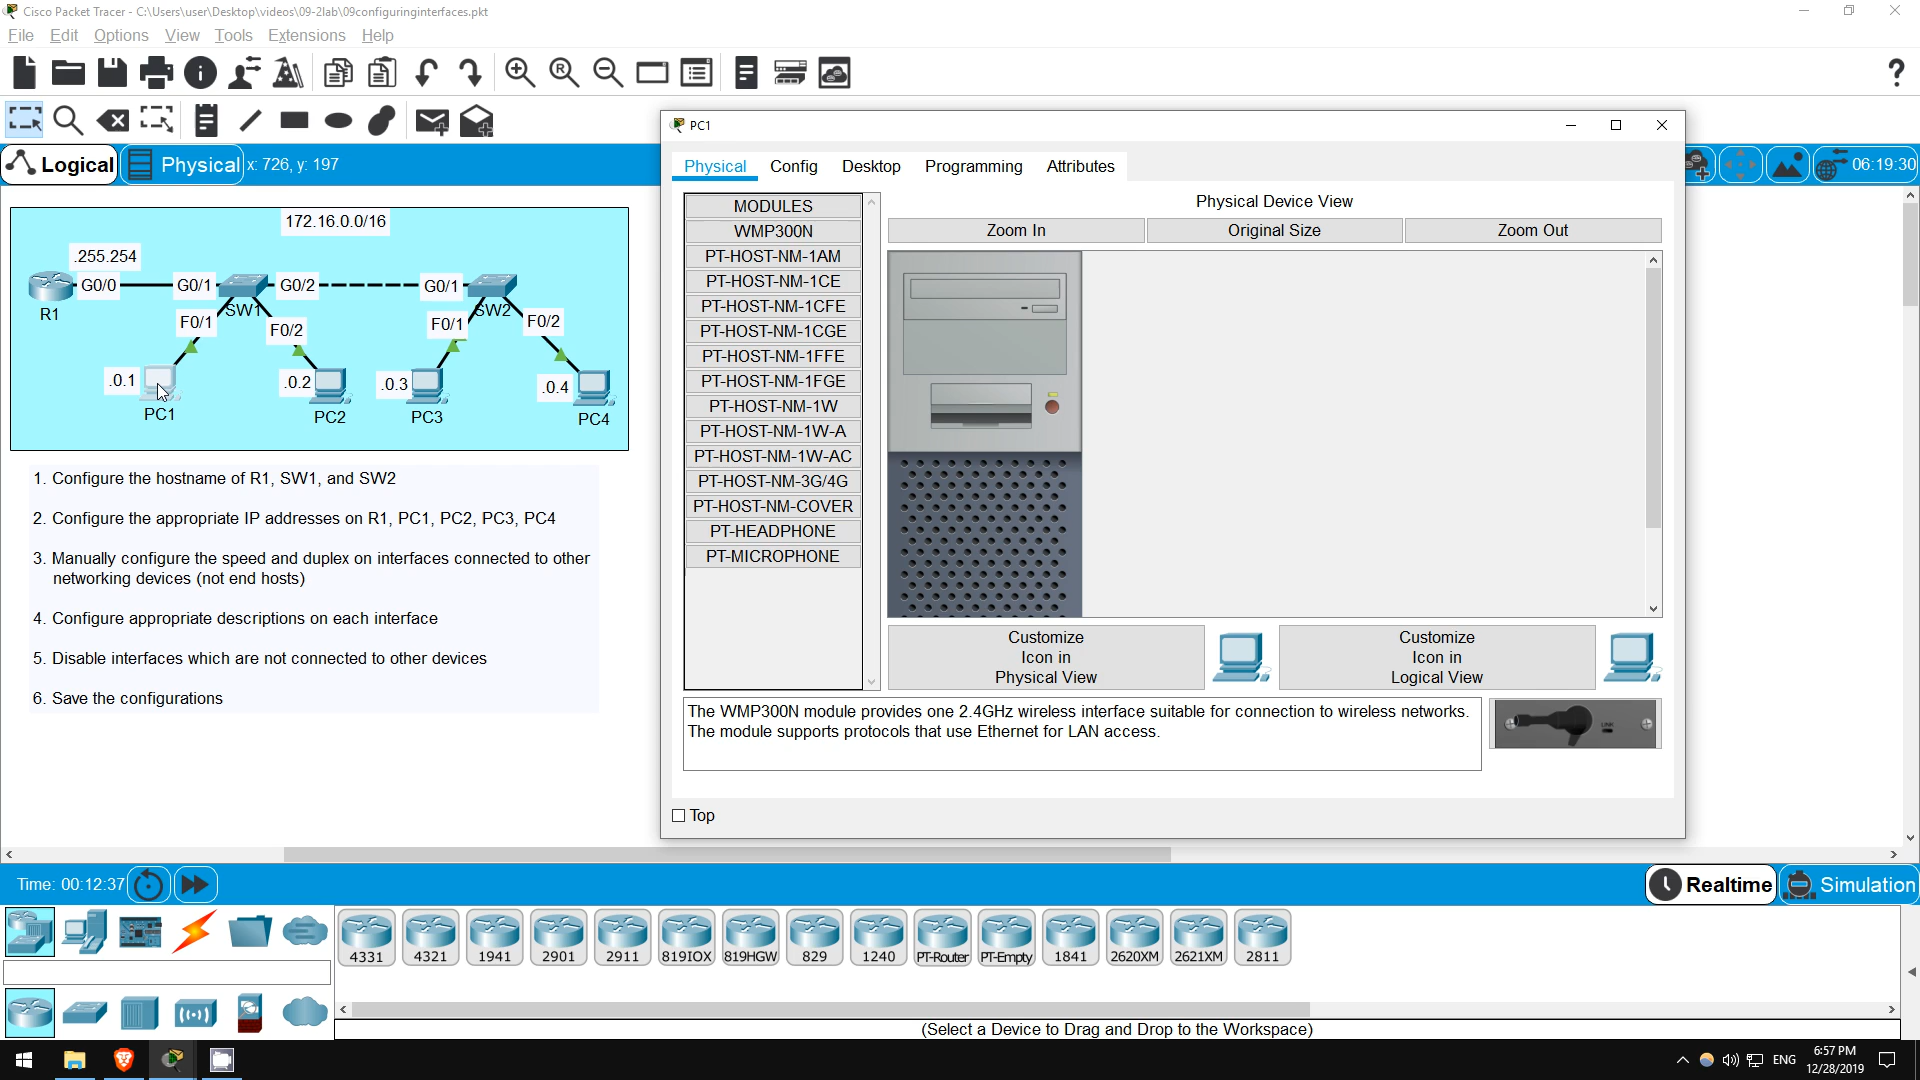 Cisco Packet Tracer - C:\Users\user\Desktop\videos\09-2lab\09configuringinterfaces.pkt
File Edit Options View Tools Extensions Help
?
PC1
Logical Physical x: 726, y: 197
06:19:30
Physical Config Desktop Programming Attributes
172.16.0.0/16
.255.254
G0/0 G0/1 G0/2 G0/1
R1 SW1 SW2
F0/1 F0/2 F0/1 F0/2
.0.1 .0.2 .0.3 .0.4
PC1 PC2 PC3 PC4
1. Configure the hostname of R1, SW1, and SW2
2. Configure the appropriate IP addresses on R1, PC1, PC2, PC3, PC4
3. Manually configure the speed and duplex on interfaces connected to other
networking devices (not end hosts)
4. Configure appropriate descriptions on each interface
5. Disable interfaces which are not connected to other devices
6. Save the configurations
MODULES
WMP300N
PT-HOST-NM-1AM
PT-HOST-NM-1CE
PT-HOST-NM-1CFE
PT-HOST-NM-1CGE
PT-HOST-NM-1FFE
PT-HOST-NM-1FGE
PT-HOST-NM-1W
PT-HOST-NM-1W-A
PT-HOST-NM-1W-AC
PT-HOST-NM-3G/4G
PT-HOST-NM-COVER
PT-HEADPHONE
PT-MICROPHONE
Physical Device View
Zoom In Original Size Zoom Out
Customize
Icon in
Physical View
Customize
Icon in
Logical View
The WMP300N module provides one 2.4GHz wireless interface suitable for connection to wireless networks.
The module supports protocols that use Ethernet for LAN access.
LINK
Top
Time: 00:12:37
Realtime Simulation
4331 4321 1941 2901 2911 819IOX 819HGW 829 1240 PT-Router PT-Empty 1841 2620XM 2621XM 2811
(Select a Device to Drag and Drop to the Workspace)
ENG
6:57 PM
12/28/2019